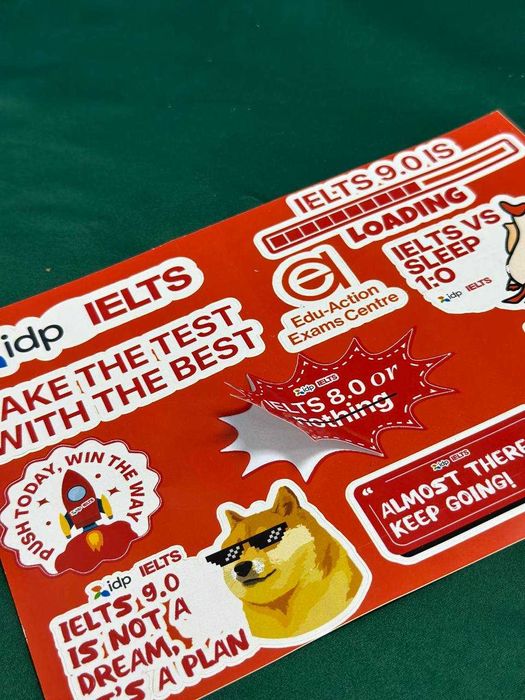 IELTS 9.0 IS
LOADING
IELTS VS
SLEEP
1:0
idp IELTS
e1
Edu-Action
Exams Centre
idp IELTS
AKE THE TEST
WITH THE BEST
idp IELTS
IELTS 8.0 or
nothing
PUSH TODAY, WIN THE WAY
idp IELTS
"ALMOST THERE
KEEP GOING!
idp IELTS
IELTS 9.0
IS NOT A
DREAM,
IT'S A PLAN